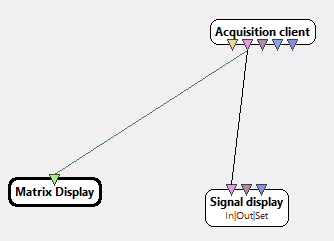 Acquisition client
Matrix Display
Signal display
In|Out|Set